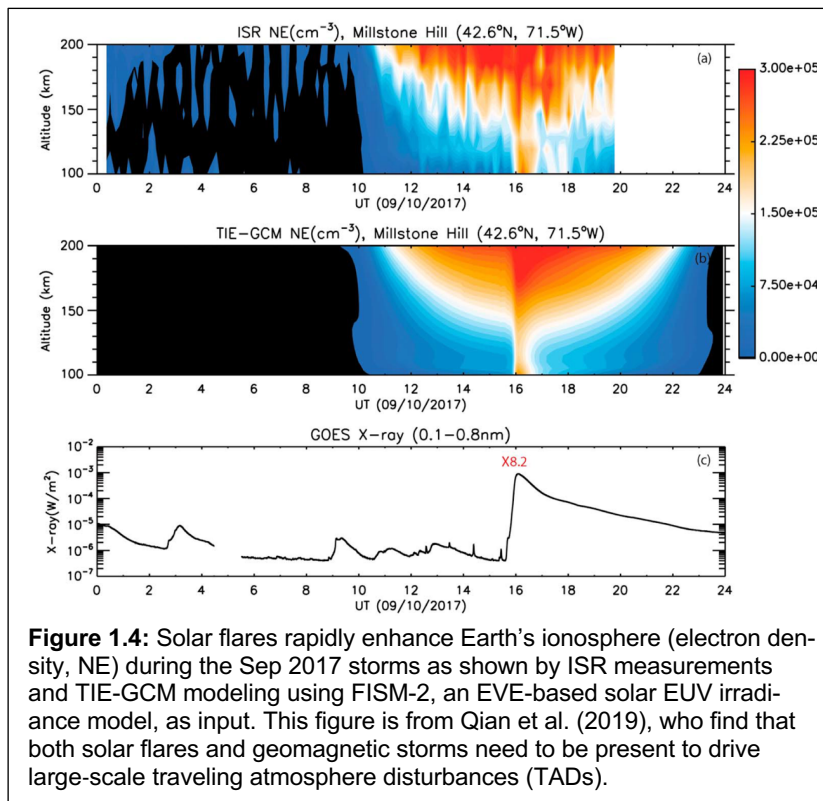 ISR NE(cm⁻³), Millstone Hill (42.6°N, 71.5°W)
(a)
Altitude (km)
200
150
100
0 2 4 6 8 10 12 14 16 18 20 22 24
UT (09/10/2017)
3.00e+05
2.25e+05
1.50e+05
7.50e+04
0.00e+00
TIE-GCM NE(cm⁻³), Millstone Hill (42.6°N, 71.5°W)
(b)
Altitude (km)
200
150
100
0 2 4 6 8 10 12 14 16 18 20 22 24
UT (09/10/2017)
GOES X-ray (0.1-0.8nm)
X8.2
(c)
X-ray(W/m²)
10⁻²
10⁻³
10⁻⁴
10⁻⁵
10⁻⁶
10⁻⁷
0 2 4 6 8 10 12 14 16 18 20 22 24
UT (09/10/2017)
Figure 1.4: Solar flares rapidly enhance Earth's ionosphere (electron den-
sity, NE) during the Sep 2017 storms as shown by ISR measurements
and TIE-GCM modeling using FISM-2, an EVE-based solar EUV irradi-
ance model, as input. This figure is from Qian et al. (2019), who find that
both solar flares and geomagnetic storms need to be present to drive
large-scale traveling atmosphere disturbances (TADs).